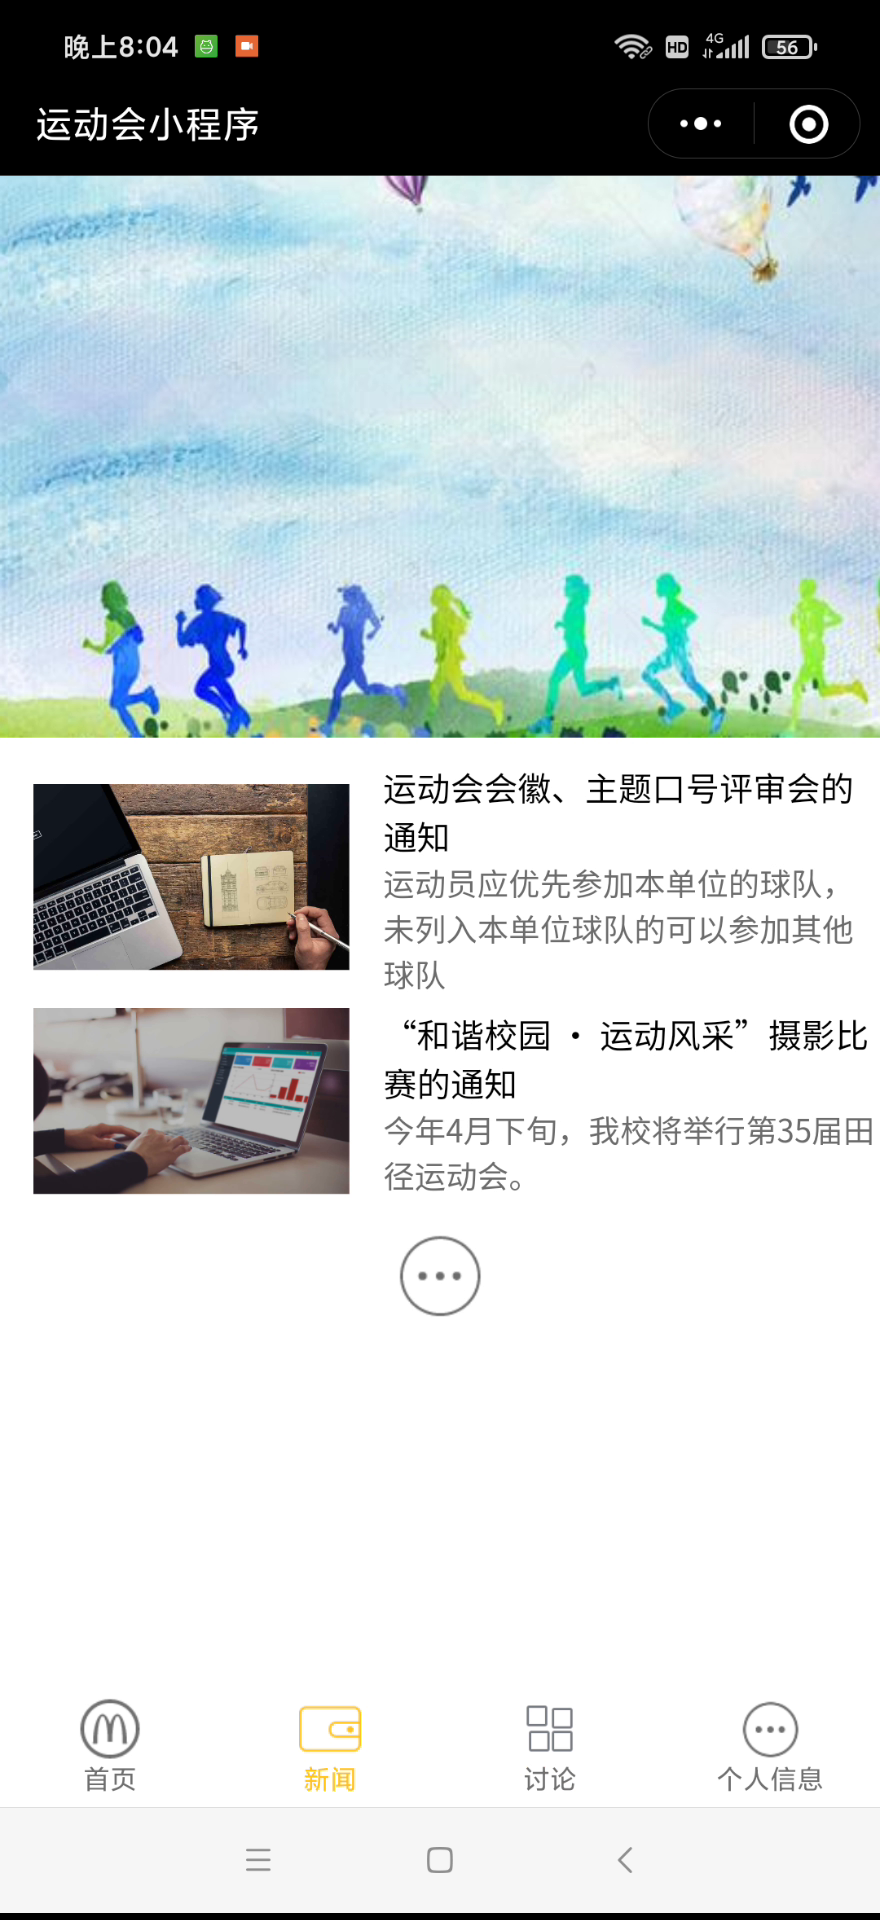 晚上8:04
HD
4G
56
运动会小程序
运动会会徽、主题口号评审会的
通知
运动员应优先参加本单位的球队，
未列入本单位球队的可以参加其他
球队
“和谐校园 · 运动风采”摄影比
赛的通知
今年4月下旬，我校将举行第35届田
径运动会。
首页
新闻
讨论
个人信息